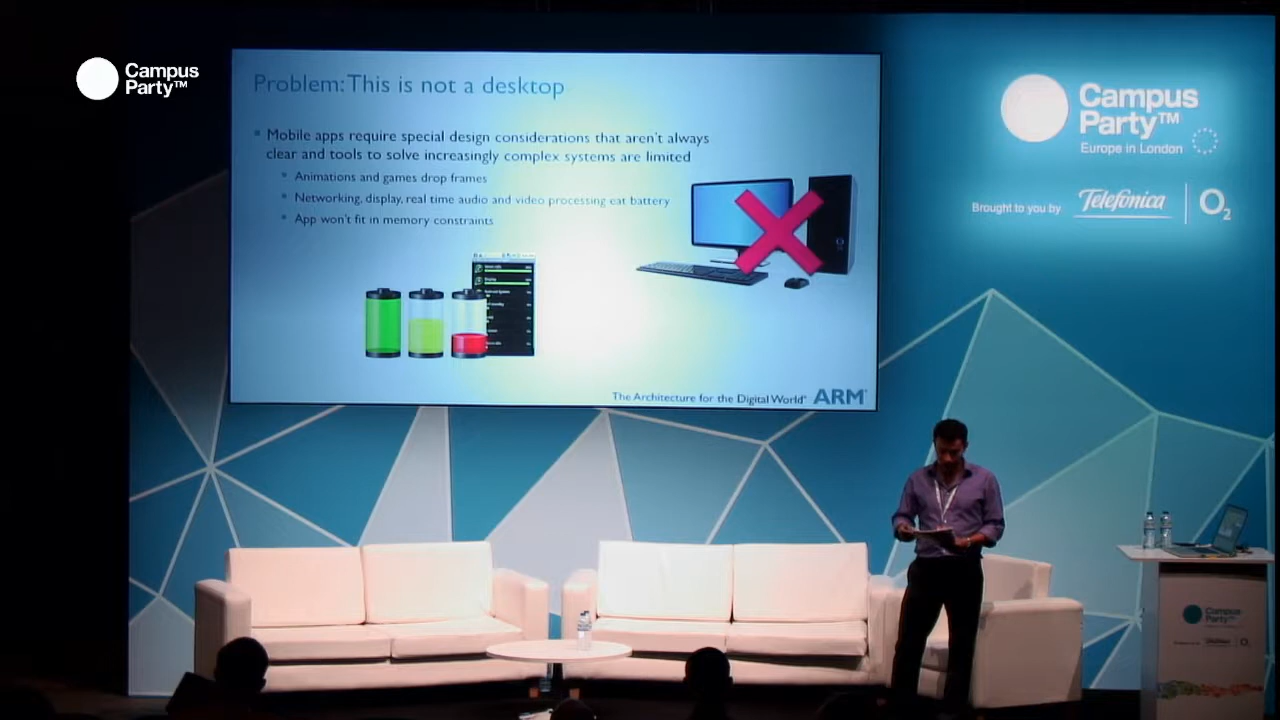 Campus
Party™
Problem: This is not a desktop
Mobile apps require special design considerations that aren't always
clear and tools to solve increasingly complex systems are limited
Animations and games drop frames
Networking, display, real time audio and video processing eat battery
App won't fit in memory constraints
The Architecture for the Digital World® ARM®
Campus
Party™
Europe in London
Brought to you by Telefónica O2
Campus
Party™